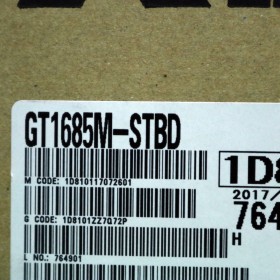 GT1685M-STBD
1D8
M CODE: 1D810117072601
2017/
764
G CODE: 1D8101ZZ7Q72P
H
L NO.: 764901